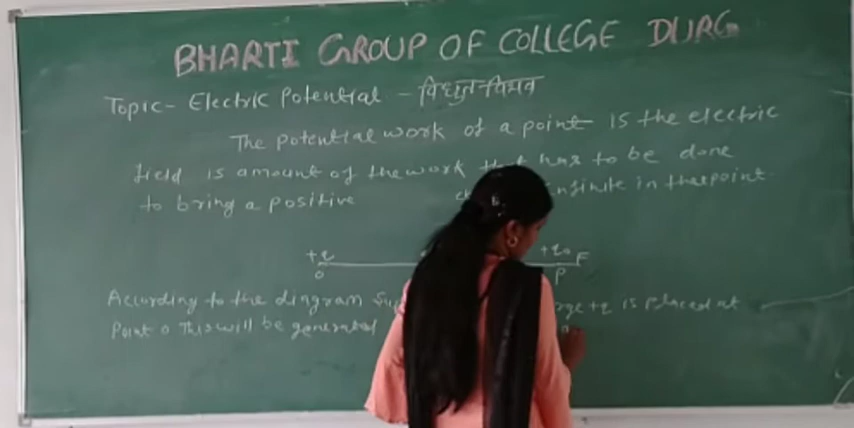 BHARTI GROUP OF COLLEGE DURG
Topic - Electric Potential - विद्युत विभव
The potential work of a point is the electric
field is amount of the work that has to be done
to bring a positive infinite in the point.
+q +q₀ F
O P
According to the diagram +q is placed at
Point o This will be generated